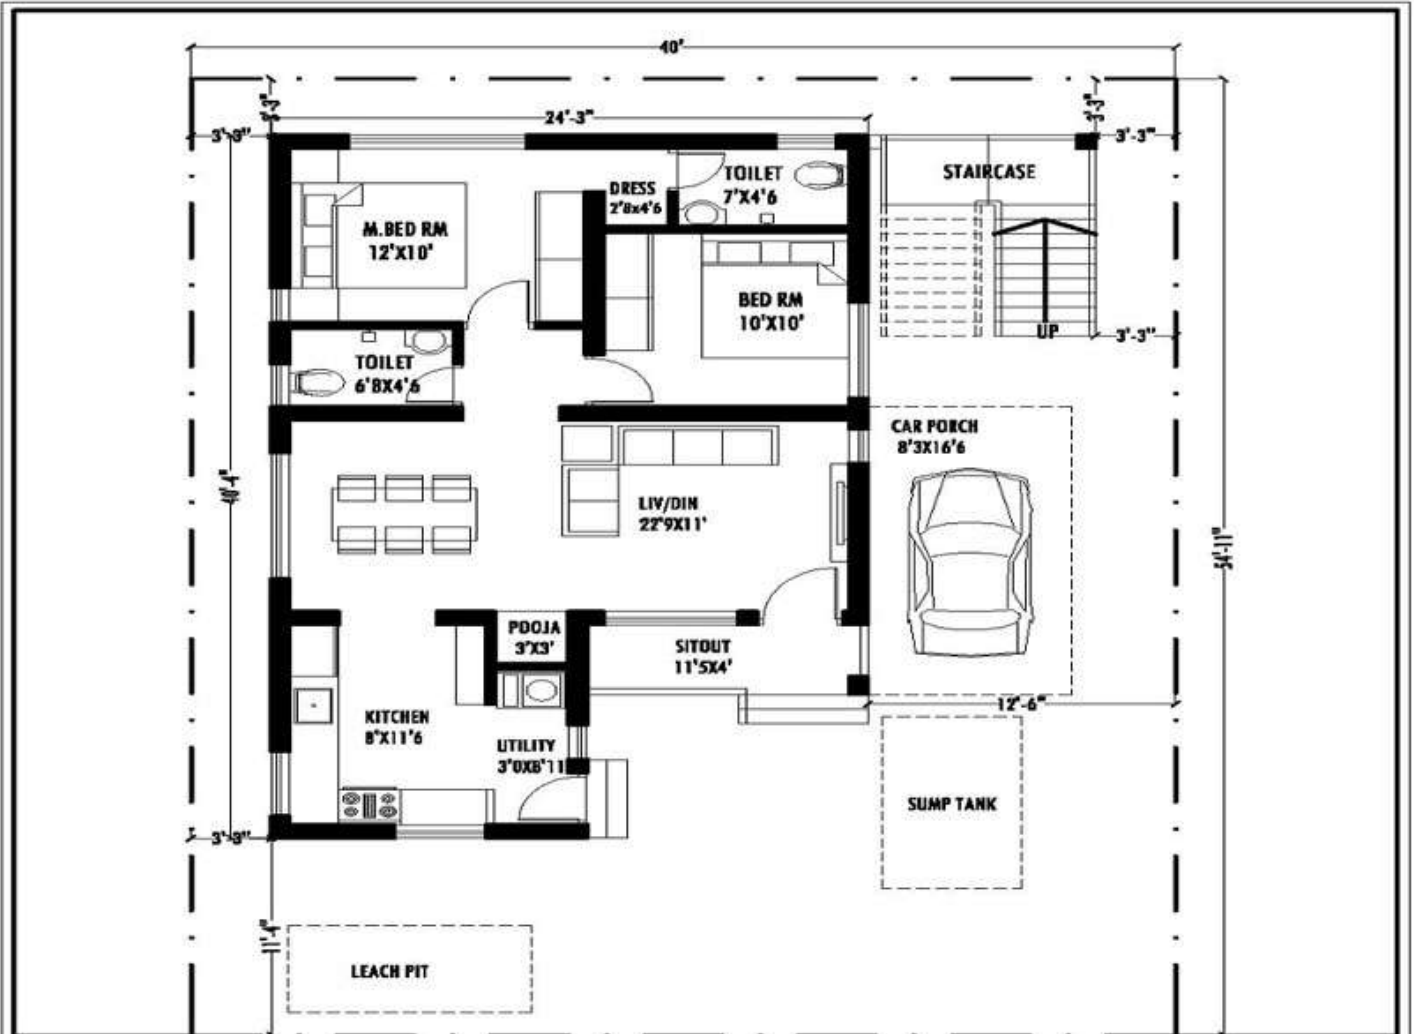 40'
3'-3"
3'-3"
24'-3"
3'-3"
3'-3"
STAIRCASE
TOILET
7'X4'6
DRESS
2'8x4'6
M.BED RM
12'X10'
BED RM
10'X10'
UP
3'-3"
TOILET
6'8X4'6
CAR PORCH
8'3X16'6
40'-4"
LIV/DIN
22'9X11'
54'-11"
POOJA
3'X3'
SITOUT
11'5X4'
12'-6"
KITCHEN
8'X11'6
UTILITY
3'0X8'11
SUMP TANK
3'-3"
11'-4"
LEACH PIT